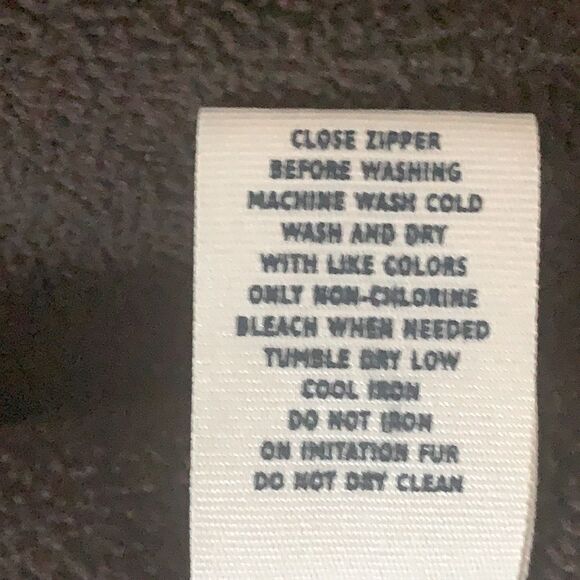 CLOSE ZIPPER
BEFORE WASHING
MACHINE WASH COLD
WASH AND DRY
WITH LIKE COLORS
ONLY NON-CHLORINE
BLEACH WHEN NEEDED
TUMBLE DRY LOW
COOL IRON
DO NOT IRON
ON IMITATION FUR
DO NOT DRY CLEAN